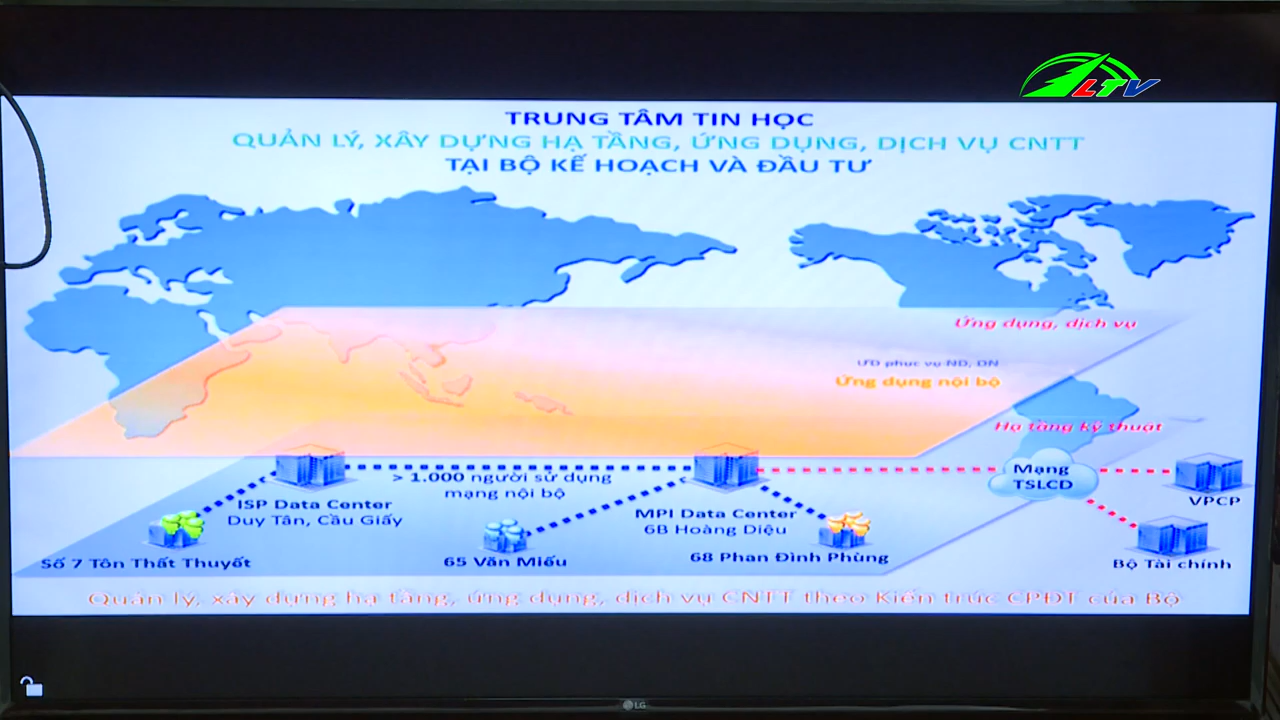 LTV
TRUNG TÂM TIN HỌC
QUẢN LÝ, XÂY DỰNG HẠ TẦNG, ỨNG DỤNG, DỊCH VỤ CNTT
TẠI BỘ KẾ HOẠCH VÀ ĐẦU TƯ
Ứng dụng, dịch vụ
ƯD phục vụ ND, DN
Ứng dụng nội bộ
Hạ tầng kỹ thuật
> 1.000 người sử dụng
mạng nội bộ
Mạng
TSLCD
VPCP
ISP Data Center
Duy Tân, Cầu Giấy
MPI Data Center
6B Hoàng Diệu
Số 7 Tôn Thất Thuyết
65 Văn Miếu
68 Phan Đình Phùng
Bộ Tài chính
Quản lý, xây dựng hạ tầng, ứng dụng, dịch vụ CNTT theo Kiến trúc CPĐT của Bộ
LG